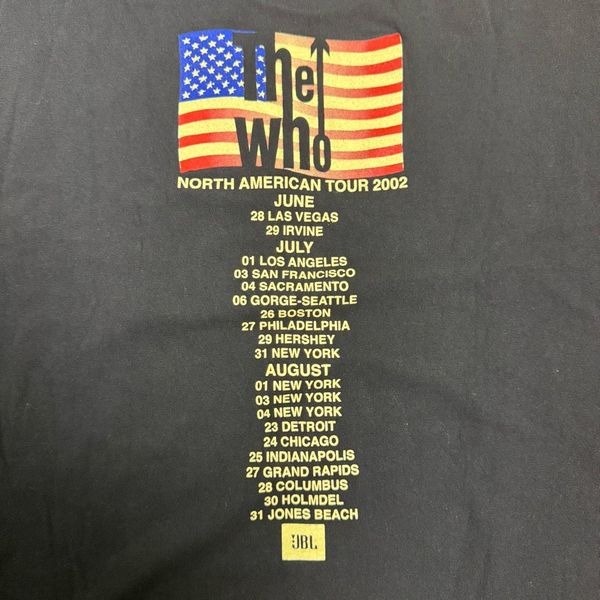 The
Who
NORTH AMERICAN TOUR 2002
JUNE
28 LAS VEGAS
29 IRVINE
JULY
01 LOS ANGELES
03 SAN FRANCISCO
04 SACRAMENTO
06 GORGE-SEATTLE
26 BOSTON
27 PHILADELPHIA
29 HERSHEY
31 NEW YORK
AUGUST
01 NEW YORK
03 NEW YORK
04 NEW YORK
23 DETROIT
24 CHICAGO
25 INDIANAPOLIS
27 GRAND RAPIDS
28 COLUMBUS
30 HOLMDEL
31 JONES BEACH
JBL